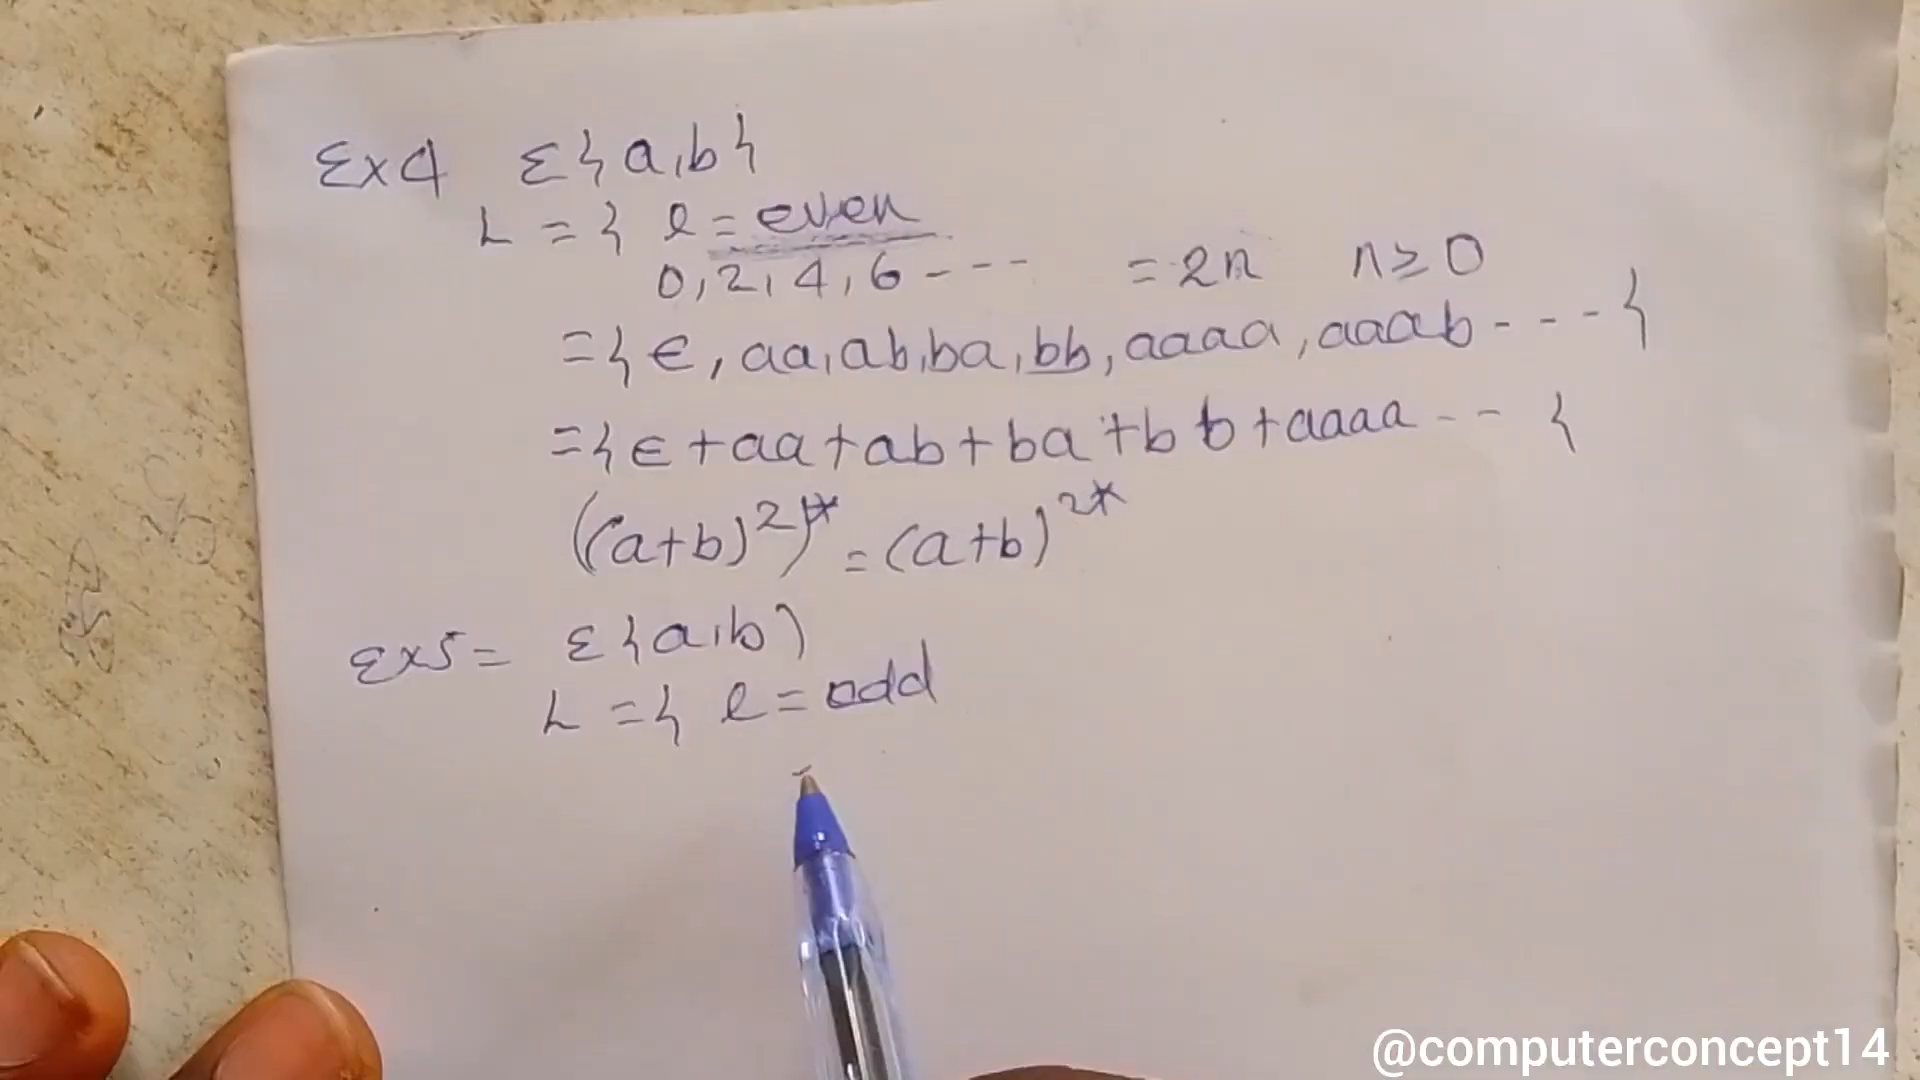 Ex4 Σ{a,b}
L = { l = even
0, 2, 4, 6 - - - = 2n n ≥ 0
= { ϵ, aa, ab, ba, bb, aaaa, aaab - - - }
= { ϵ + aa + ab + ba + bb + aaaa - - }
((a+b)²)* = (a+b)²*
Ex5 = Σ{a,b)
L = { l = odd
@computerconcept14